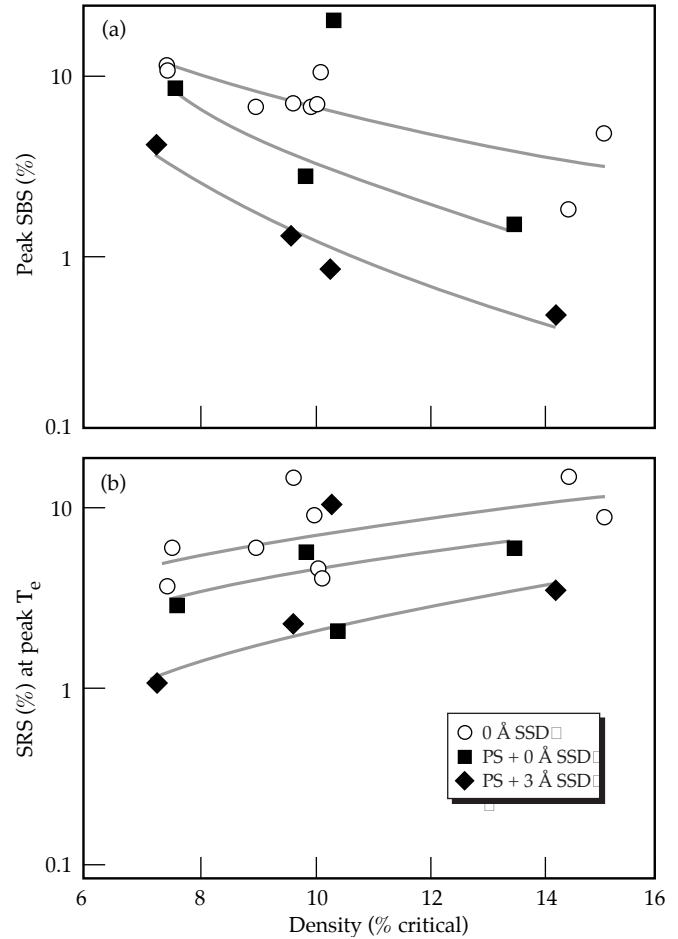 (a)
10
1
0.1
Peak SBS (%)
(b)
10
1
0.1
SRS (%) at peak Te
0 Å SSD
PS + 0 Å SSD
PS + 3 Å SSD
6 8 10 12 14 16
Density (% critical)